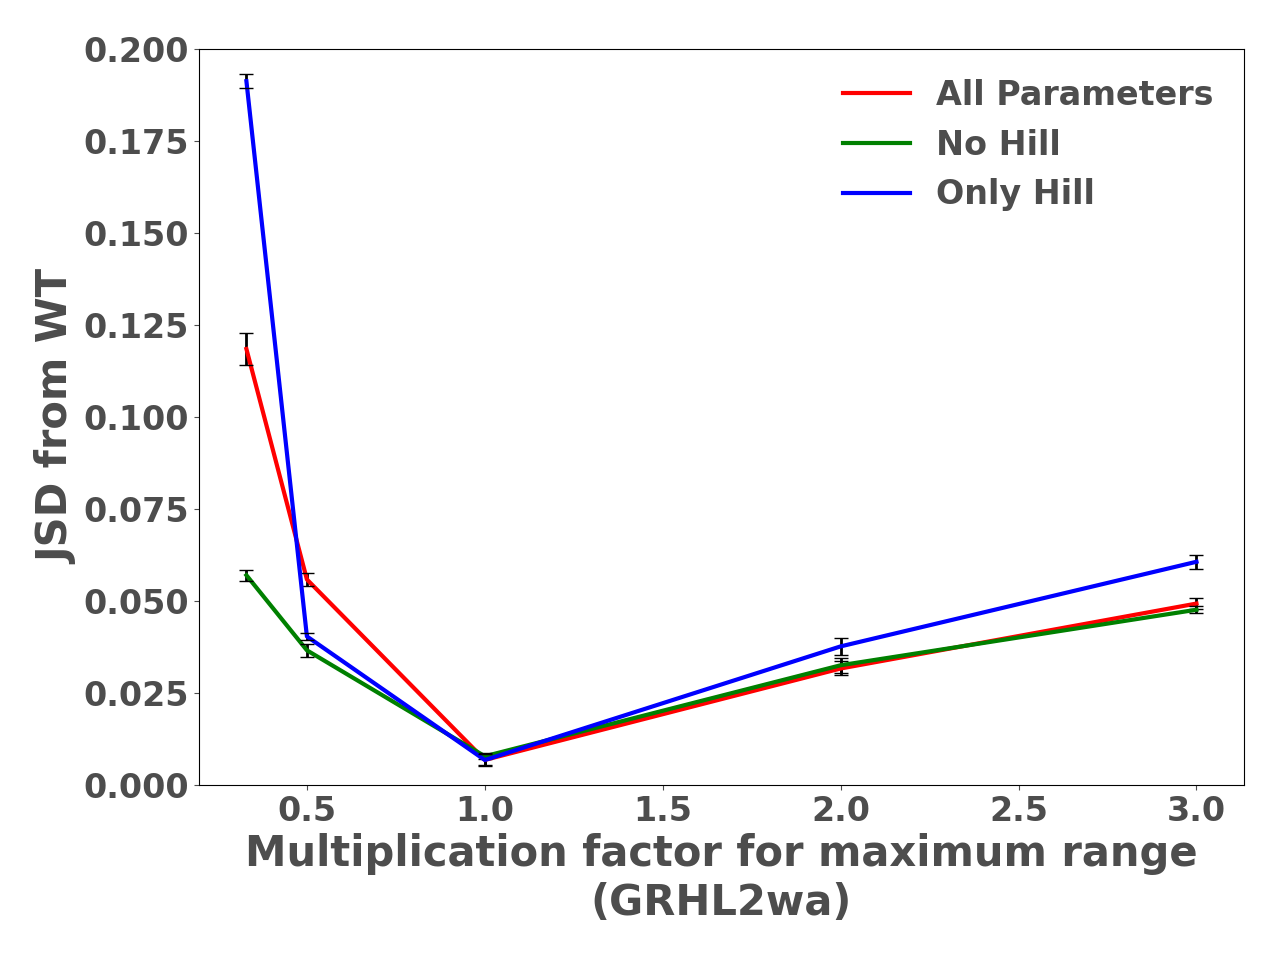 0.200
0.175
0.150
0.125
0.100
0.075
0.050
0.025
0.000
JSD from WT
All Parameters
No Hill
Only Hill
0.5 1.0 1.5 2.0 2.5 3.0
Multiplication factor for maximum range
(GRHL2wa)